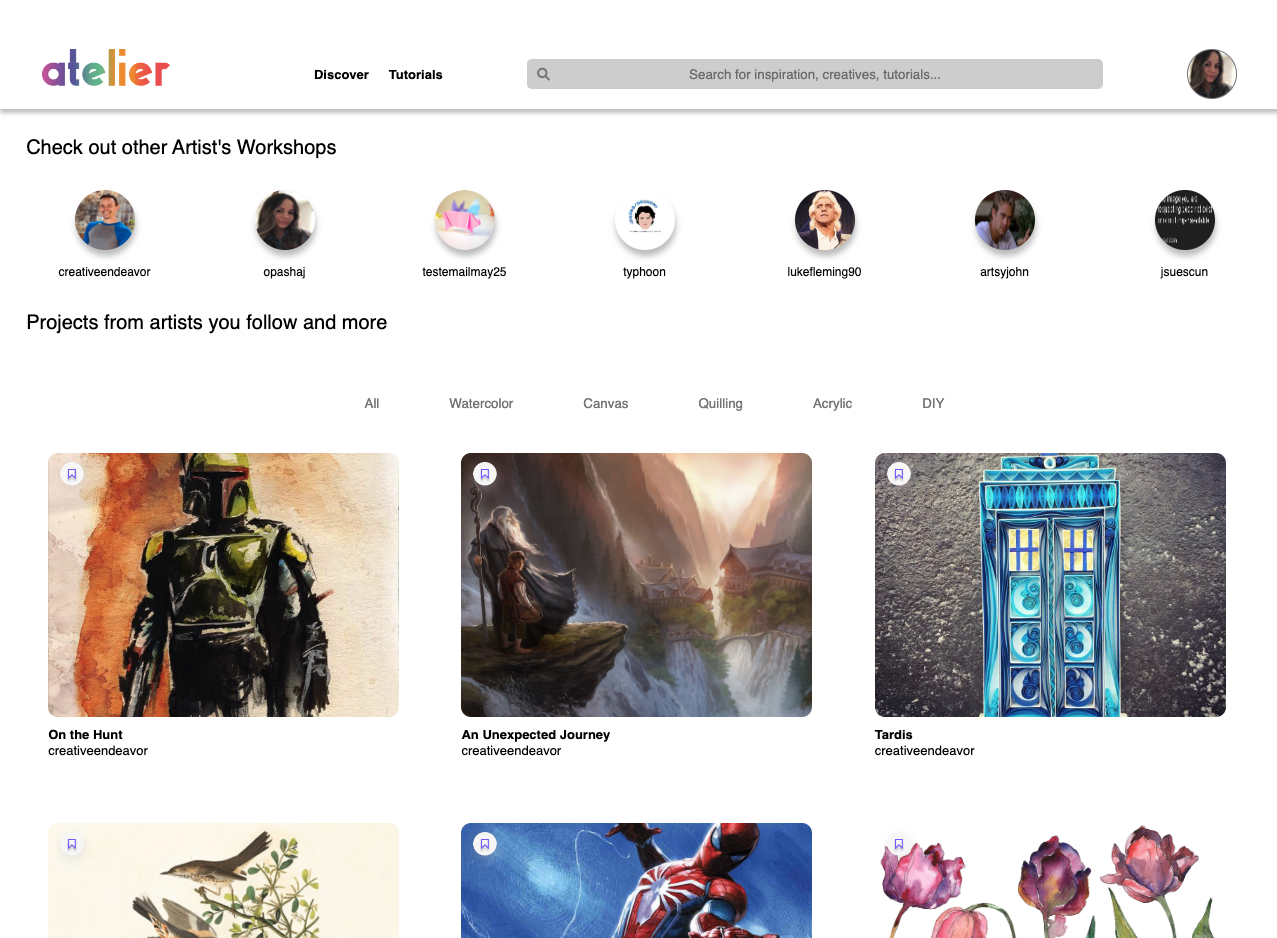 atelier
Discover
Tutorials
Search for inspiration, creatives, tutorials...
Check out other Artist's Workshops
creativeendeavor
opashaj
testemailmay25
typhoon
lukefleming90
artsyjohn
jsuescun
Projects from artists you follow and more
All
Watercolor
Canvas
Quilling
Acrylic
DIY
On the Hunt
creativeendeavor
An Unexpected Journey
creativeendeavor
Tardis
creativeendeavor